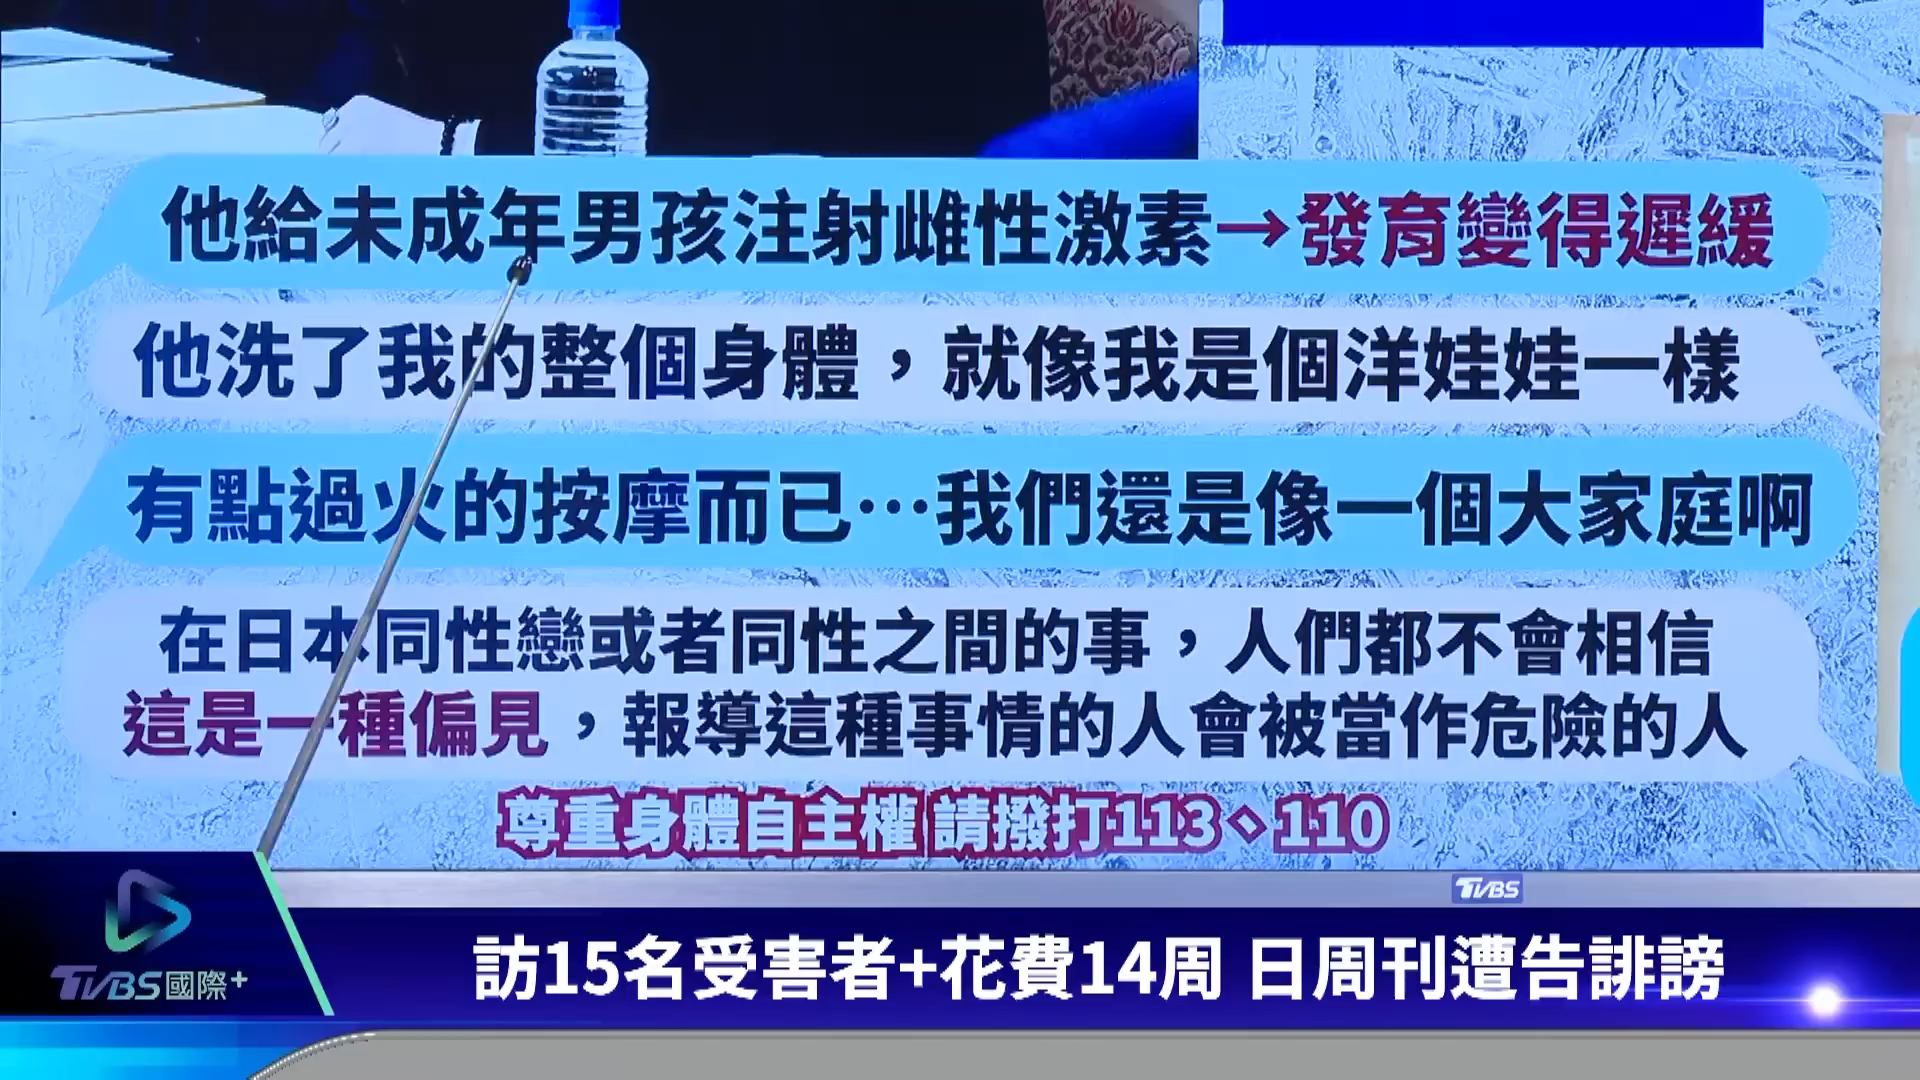 他給未成年男孩注射雌性激素→發育變得遲緩
他洗了我的整個身體，就像我是個洋娃娃一樣
有點過火的按摩而已…我們還是像一個大家庭啊
在日本同性戀或者同性之間的事，人們都不會相信
這是一種偏見，報導這種事情的人會被當作危險的人
尊重身體自主權 請撥打113、110
TVBS
訪15名受害者+花費14周 日周刊遭告誹謗
TVBS國際+